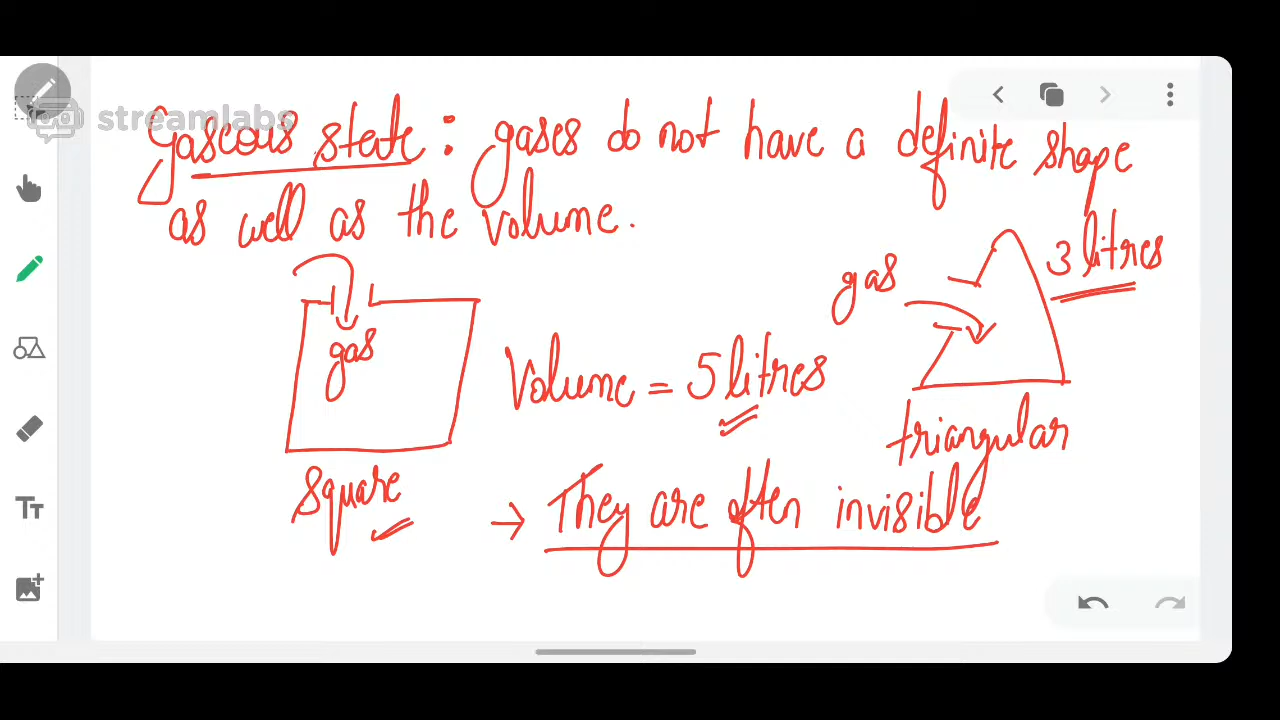 streamlabs
Gaseous state : gases do not have a definite shape
as well as the volume.
gas
3 litres
gas
Volume = 5 litres
triangular
Square
→ They are often invisible
TT